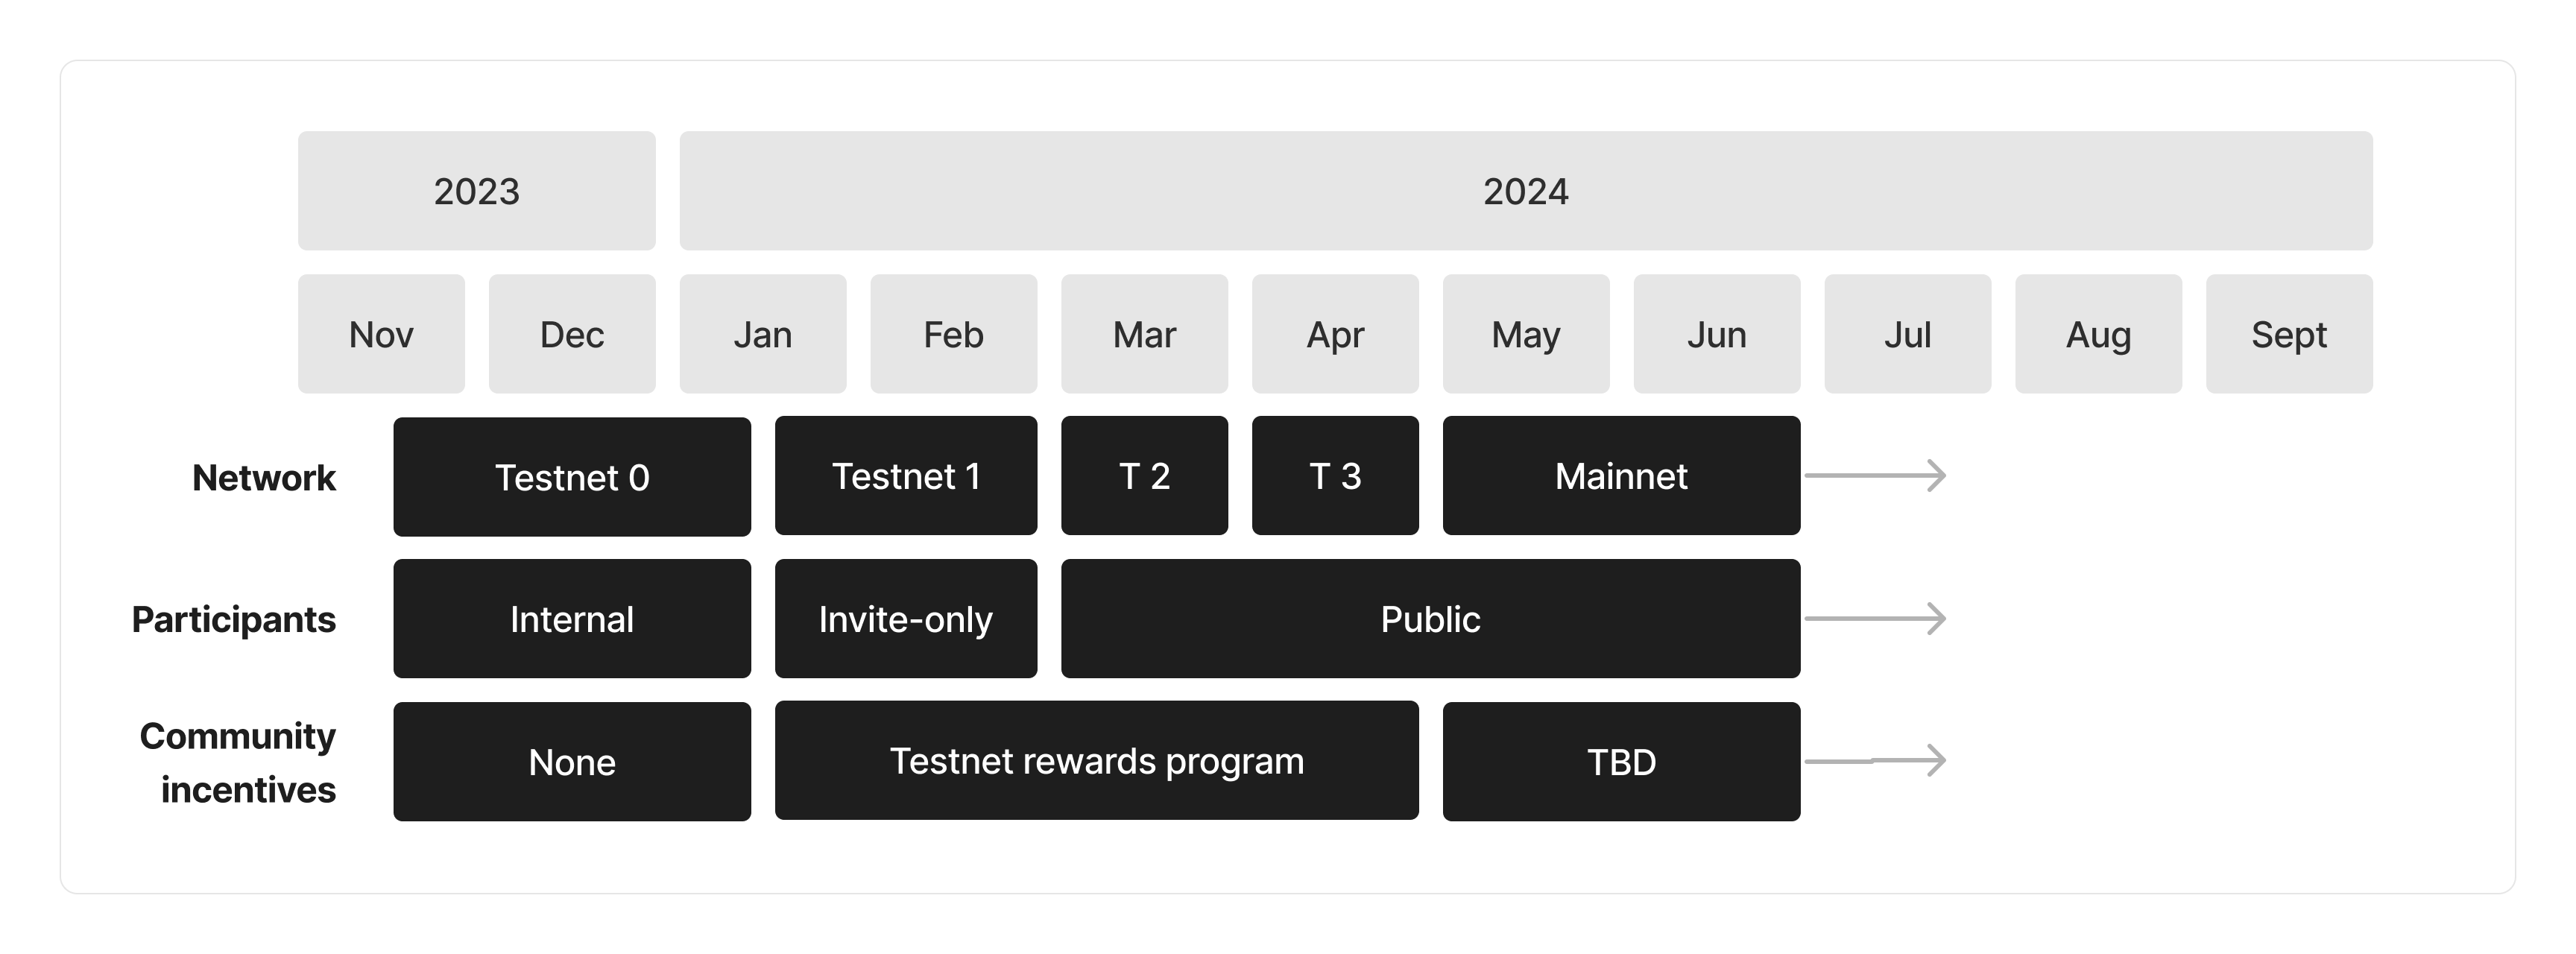 2023 2024
Nov Dec Jan Feb Mar Apr May Jun Jul Aug Sept
Network Testnet 0 Testnet 1 T 2 T 3 Mainnet
Participants Internal Invite-only Public
Community
incentives
None Testnet rewards program TBD